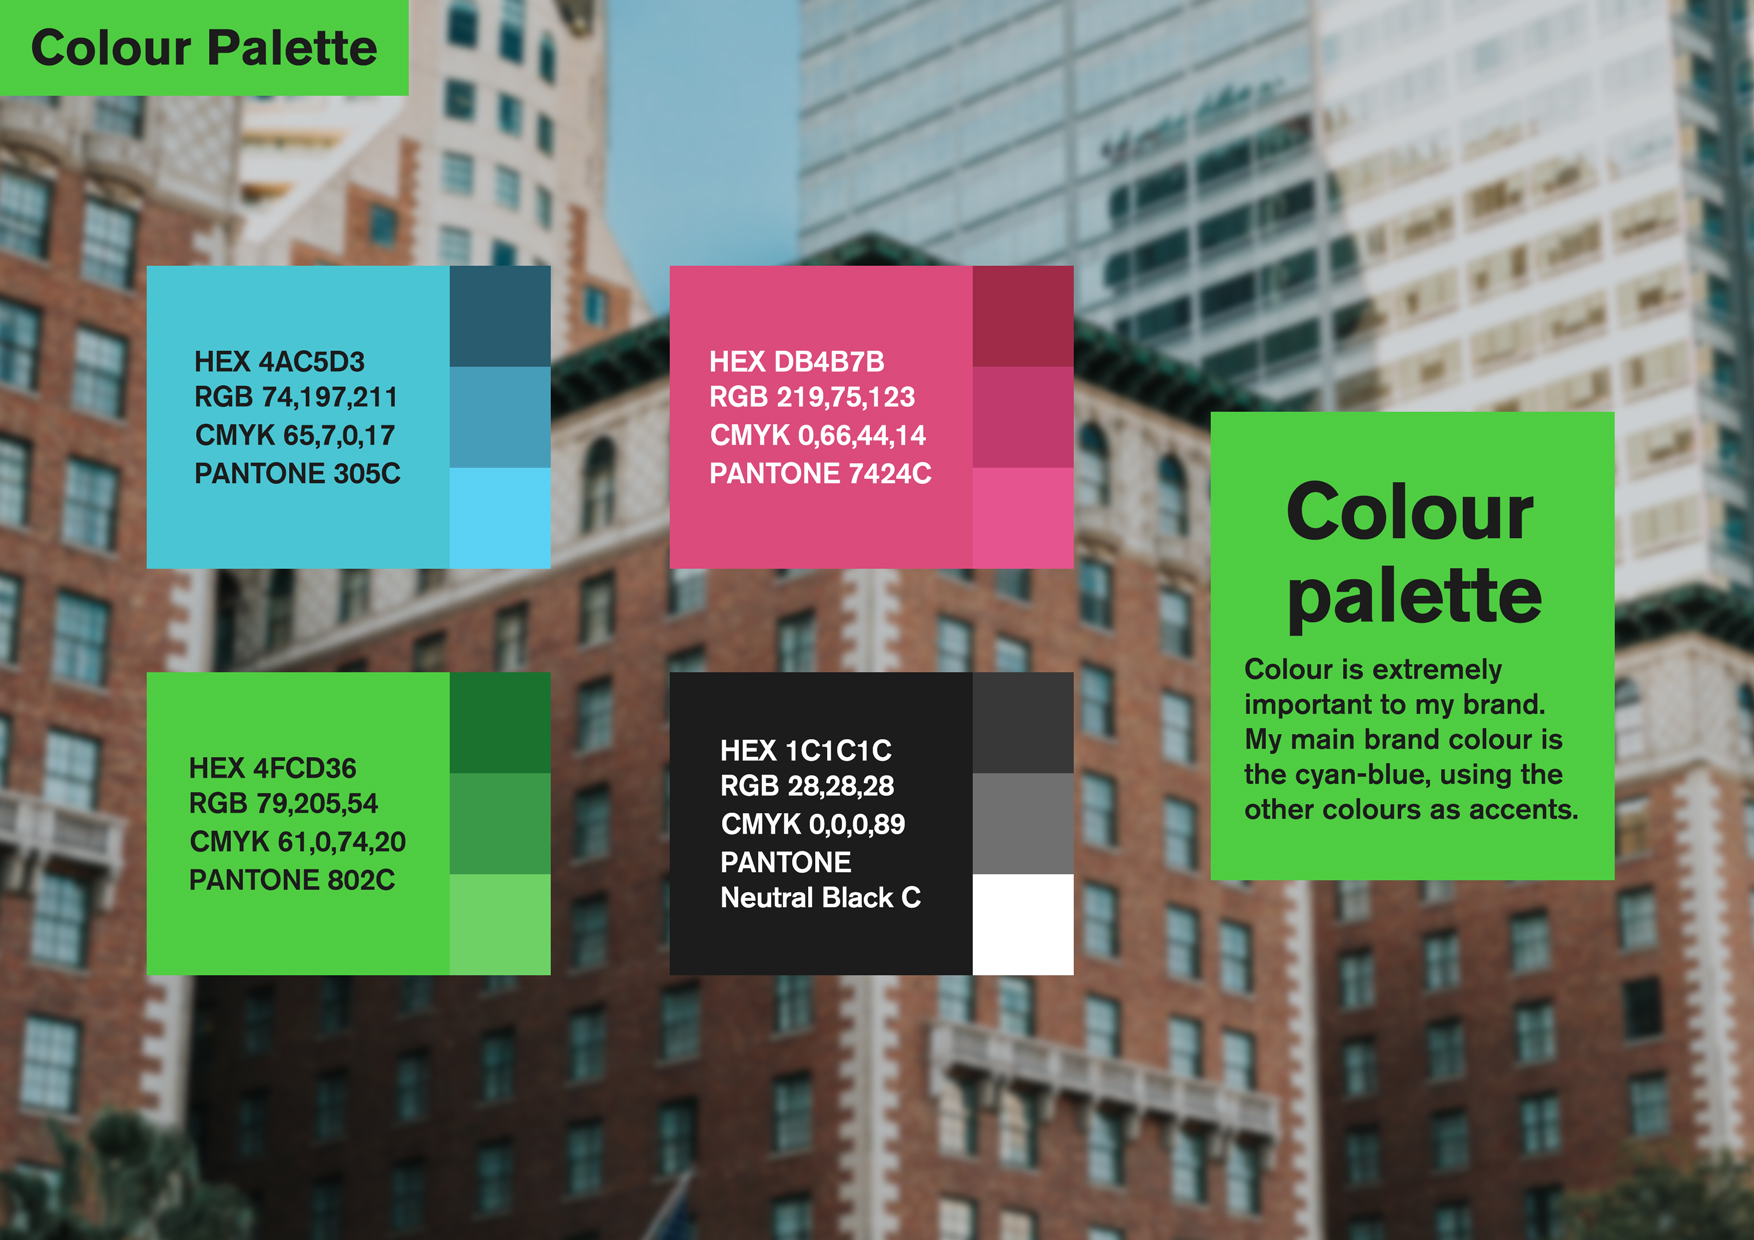 Colour Palette
HEX 4AC5D3
RGB 74,197,211
CMYK 65,7,0,17
PANTONE 305C
HEX DB4B7B
RGB 219,75,123
CMYK 0,66,44,14
PANTONE 7424C
HEX 4FCD36
RGB 79,205,54
CMYK 61,0,74,20
PANTONE 802C
HEX 1C1C1C
RGB 28,28,28
CMYK 0,0,0,89
PANTONE
Neutral Black C
Colour
palette
Colour is extremely
important to my brand.
My main brand colour is
the cyan-blue, using the
other colours as accents.